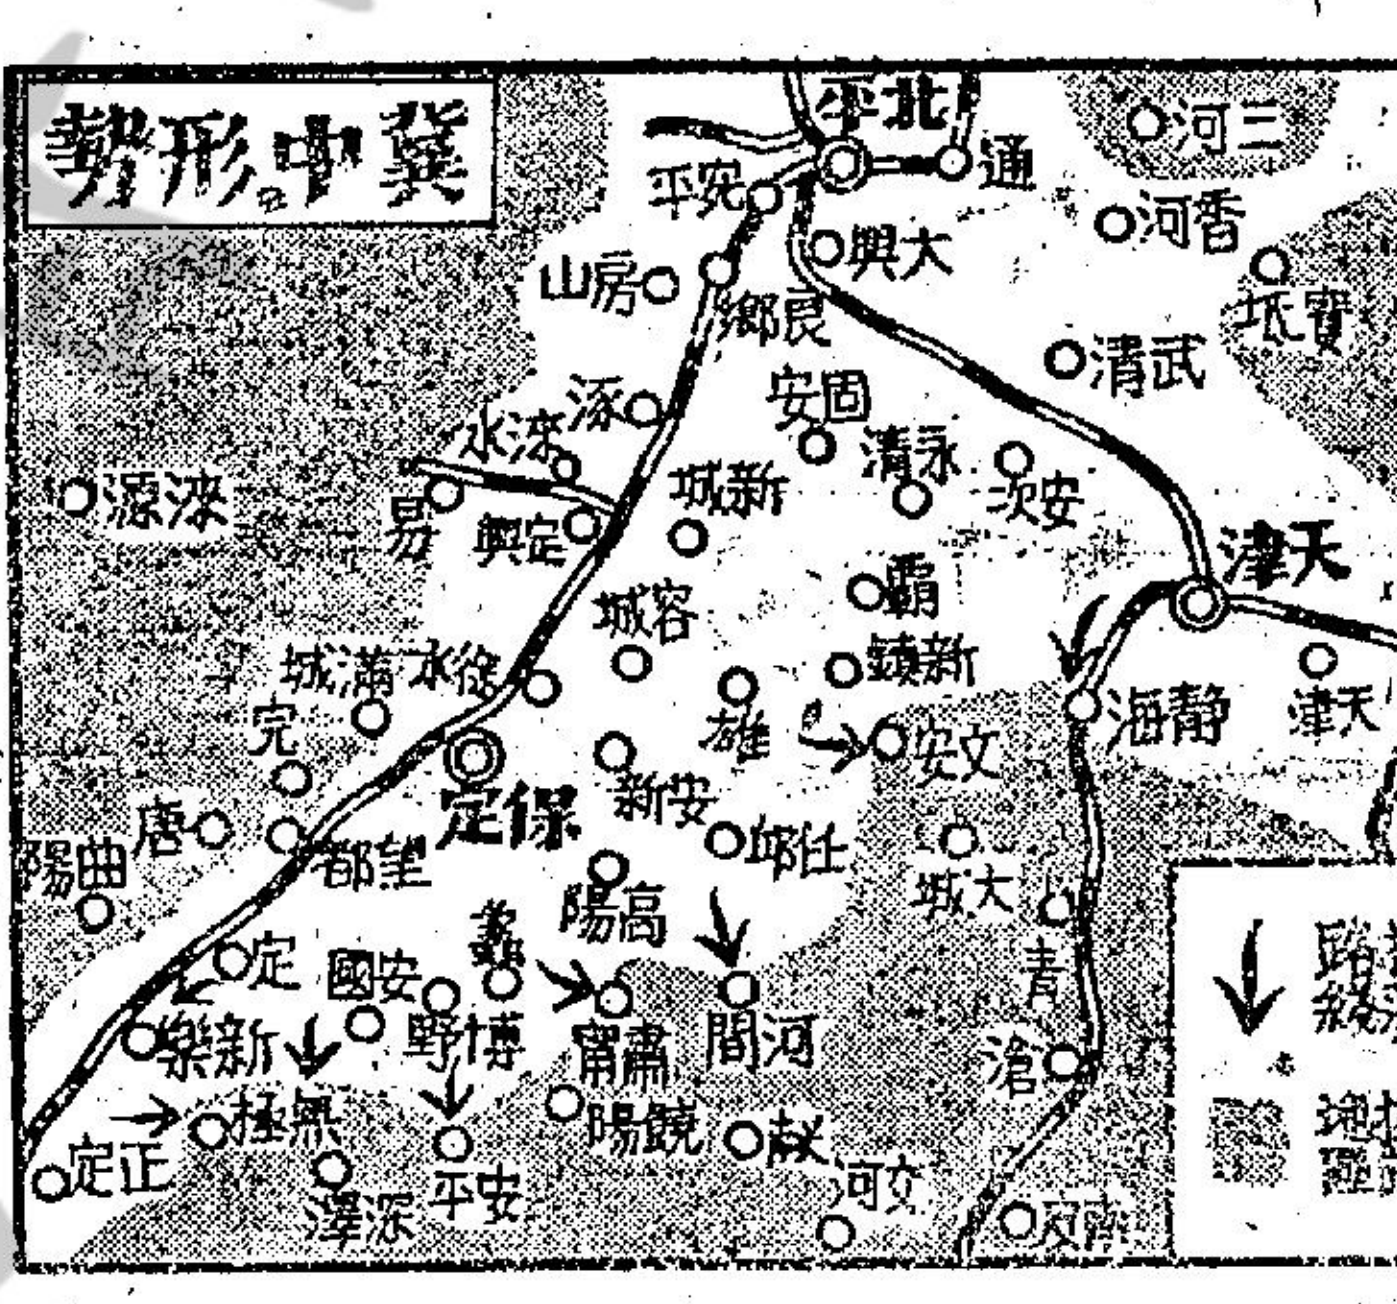 冀中形勢
北平
通
三河
宛平
香河
大興
寶坻
房山
良鄉
武清
固安
涿
淶水
永清
安次
新城
淶源
易
定興
天津
霸
容城
新鎮
徐水
滿城
雄
靜海
天津
完
文安
新安
保定
唐
望都
任邱
曲陽
大城
高陽
蠡
青
定
安國
博野
新樂
肅甯
河間
滄
無極
饒陽
献
正定
深澤
安平
交河
南皮